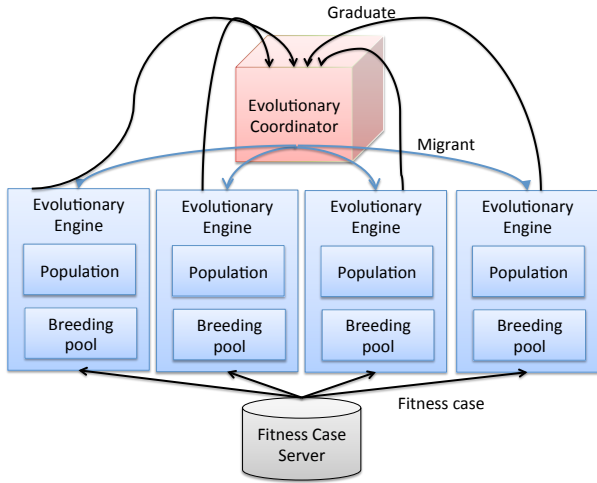 Graduate
Evolutionary
Coordinator
Migrant
Evolutionary
Engine
Population
Breeding
pool
Evolutionary
Engine
Population
Breeding
pool
Evolutionary
Engine
Population
Breeding
pool
Evolutionary
Engine
Population
Breeding
pool
Fitness case
Fitness Case
Server